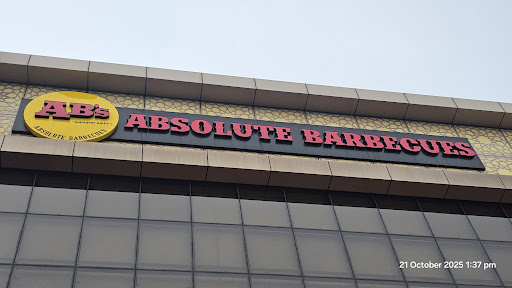 AB's
ABSOLUTE BARBECUES
ABSOLUTE BARBECUES
21 October 2025 1:37 pm